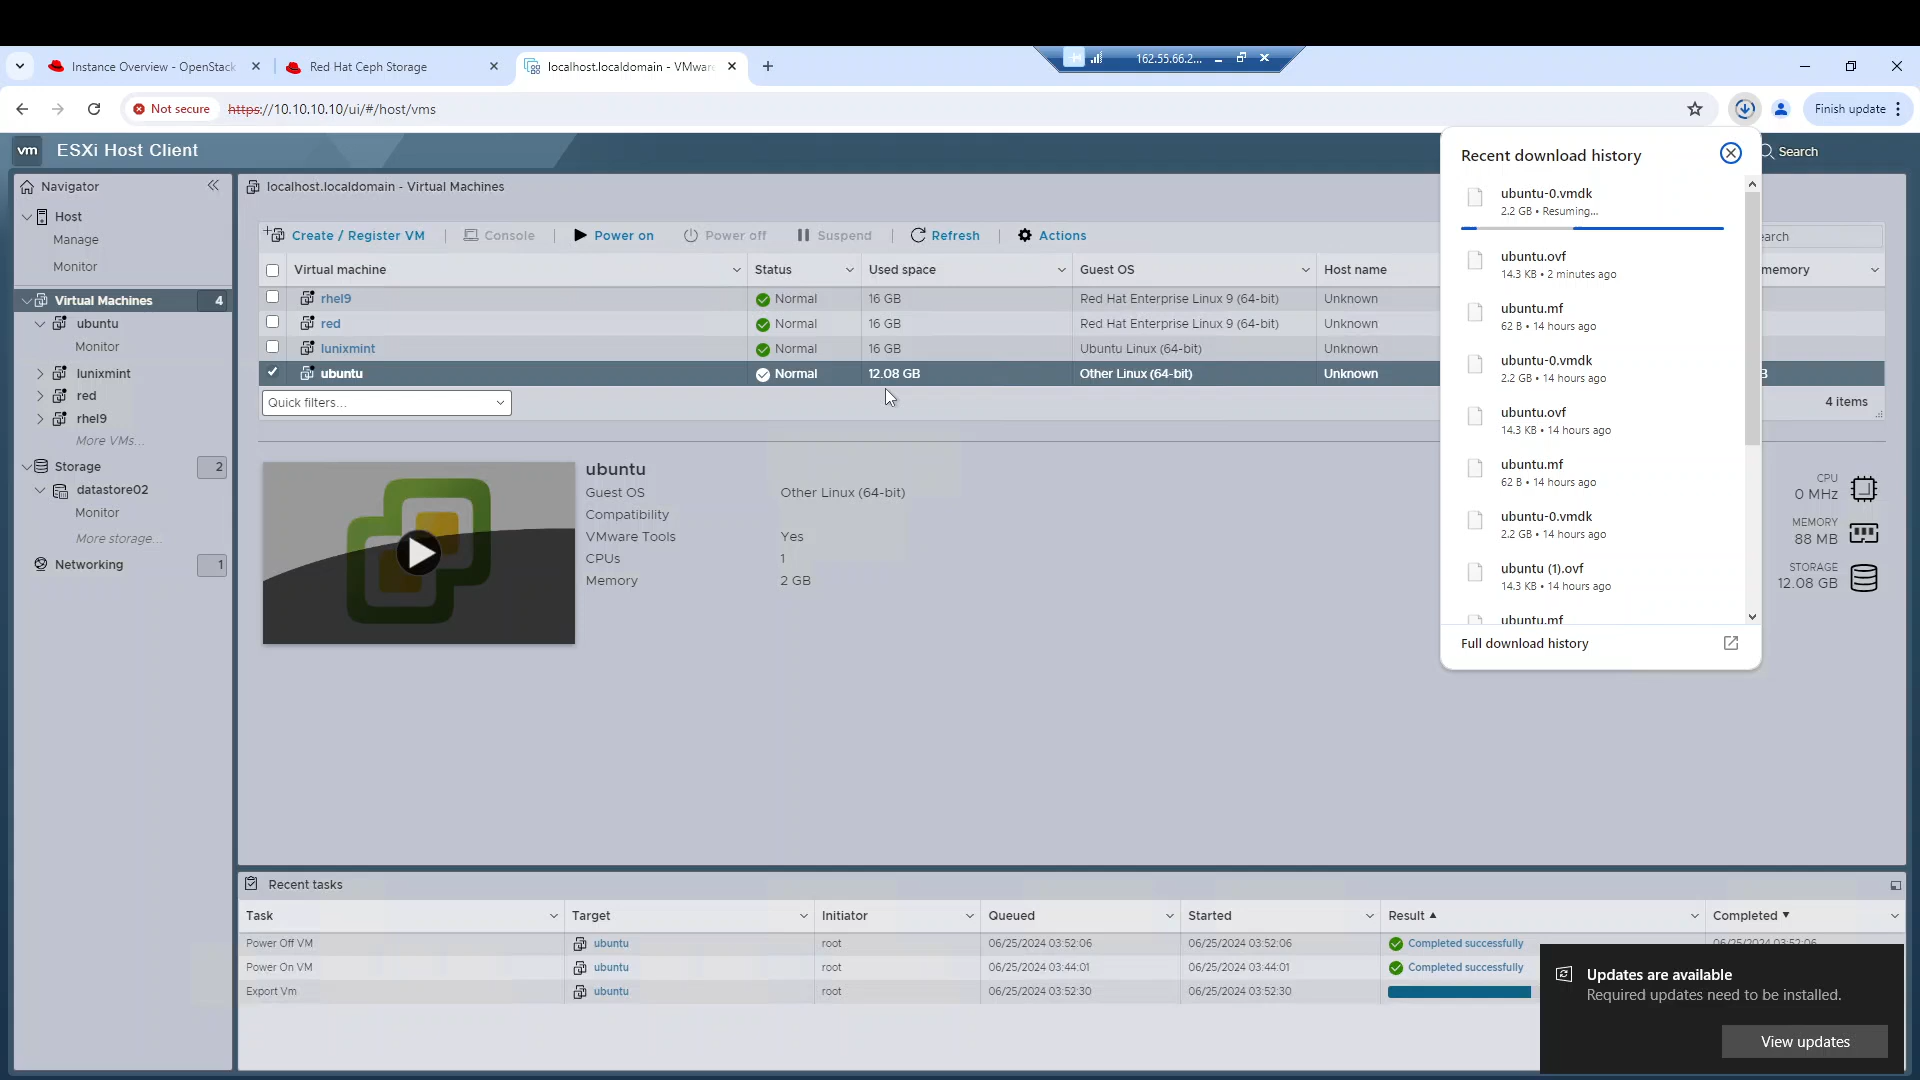 Instance Overview - OpenStack
Red Hat Ceph Storage
localhost.localdomain - VMware
162.55.66.2...
Not secure
https://10.10.10.10/ui/#/host/vms
Finish update
vm
ESXi Host Client
Search
Navigator
Host
Manage
Monitor
Virtual Machines 4
ubuntu
Monitor
lunixmint
red
rhel9
More VMs...
Storage 2
datastore02
Monitor
More storage...
Networking 1
localhost.localdomain - Virtual Machines
Create / Register VM
Console
Power on
Power off
Suspend
Refresh
Actions
earch
Virtual machine Status Used space Guest OS Host name memory
rhel9 Normal 16 GB Red Hat Enterprise Linux 9 (64-bit) Unknown
red Normal 16 GB Red Hat Enterprise Linux 9 (64-bit) Unknown
lunixmint Normal 16 GB Ubuntu Linux (64-bit) Unknown
ubuntu Normal 12.08 GB Other Linux (64-bit) Unknown B
Quick filters...
4 items
ubuntu
Guest OS Other Linux (64-bit)
Compatibility
VMware Tools Yes
CPUs 1
Memory 2 GB
CPU
0 MHz
MEMORY
88 MB
STORAGE
12.08 GB
Recent download history
ubuntu-0.vmdk
2.2 GB • Resuming...
ubuntu.ovf
14.3 KB • 2 minutes ago
ubuntu.mf
62 B • 14 hours ago
ubuntu-0.vmdk
2.2 GB • 14 hours ago
ubuntu.ovf
14.3 KB • 14 hours ago
ubuntu.mf
62 B • 14 hours ago
ubuntu-0.vmdk
2.2 GB • 14 hours ago
ubuntu (1).ovf
14.3 KB • 14 hours ago
ubuntu.mf
Full download history
Recent tasks
Task Target Initiator Queued Started Result ▲ Completed ▼
Power Off VM ubuntu root 06/25/2024 03:52:06 06/25/2024 03:52:06 Completed successfully 06/25/2024 03:52:06
Power On VM ubuntu root 06/25/2024 03:44:01 06/25/2024 03:44:01 Completed successfully
Export Vm ubuntu root 06/25/2024 03:52:30 06/25/2024 03:52:30
Updates are available
Required updates need to be installed.
View updates